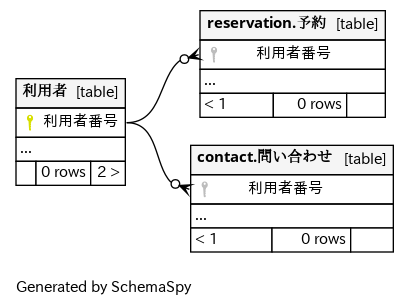 利用者 [table]
利用者番号
...
0 rows 2 >
reservation.予約 [table]
利用者番号
...
< 1 0 rows
contact.問い合わせ [table]
利用者番号
...
< 1 0 rows
Generated by SchemaSpy